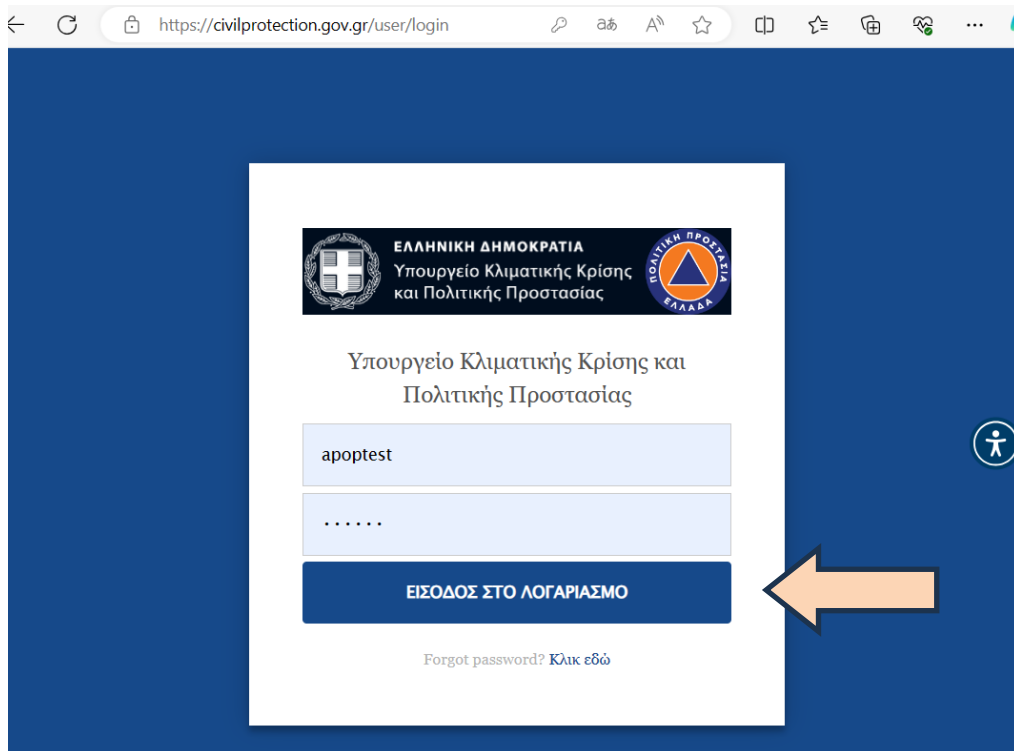 https://civilprotection.gov.gr/user/login
ΕΛΛΗΝΙΚΗ ΔΗΜΟΚΡΑΤΙΑ
Υπουργείο Κλιματικής Κρίσης
και Πολιτικής Προστασίας
ΠΟΛΙΤΙΚΗ ΠΡΟΣΤΑΣΙΑ
ΕΛΛΑΔΑ
Υπουργείο Κλιματικής Κρίσης και
Πολιτικής Προστασίας
apoptest
······
ΕΙΣΟΔΟΣ ΣΤΟ ΛΟΓΑΡΙΑΣΜΟ
Forgot password? Κλικ εδώ